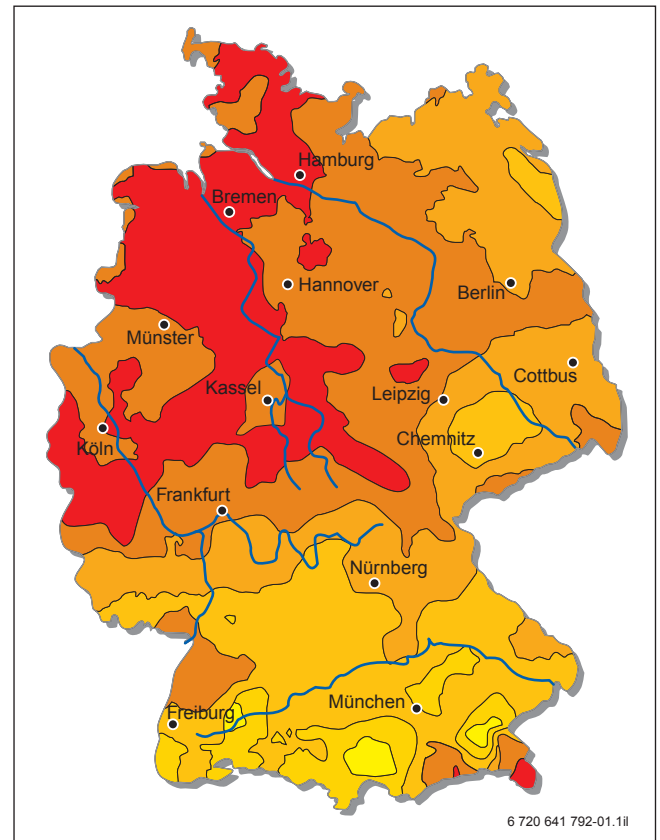 Hamburg
Bremen
Hannover
Berlin
Münster
Cottbus
Kassel
Leipzig
Köln
Chemnitz
Frankfurt
Nürnberg
München
Freiburg
6 720 641 792-01.1il